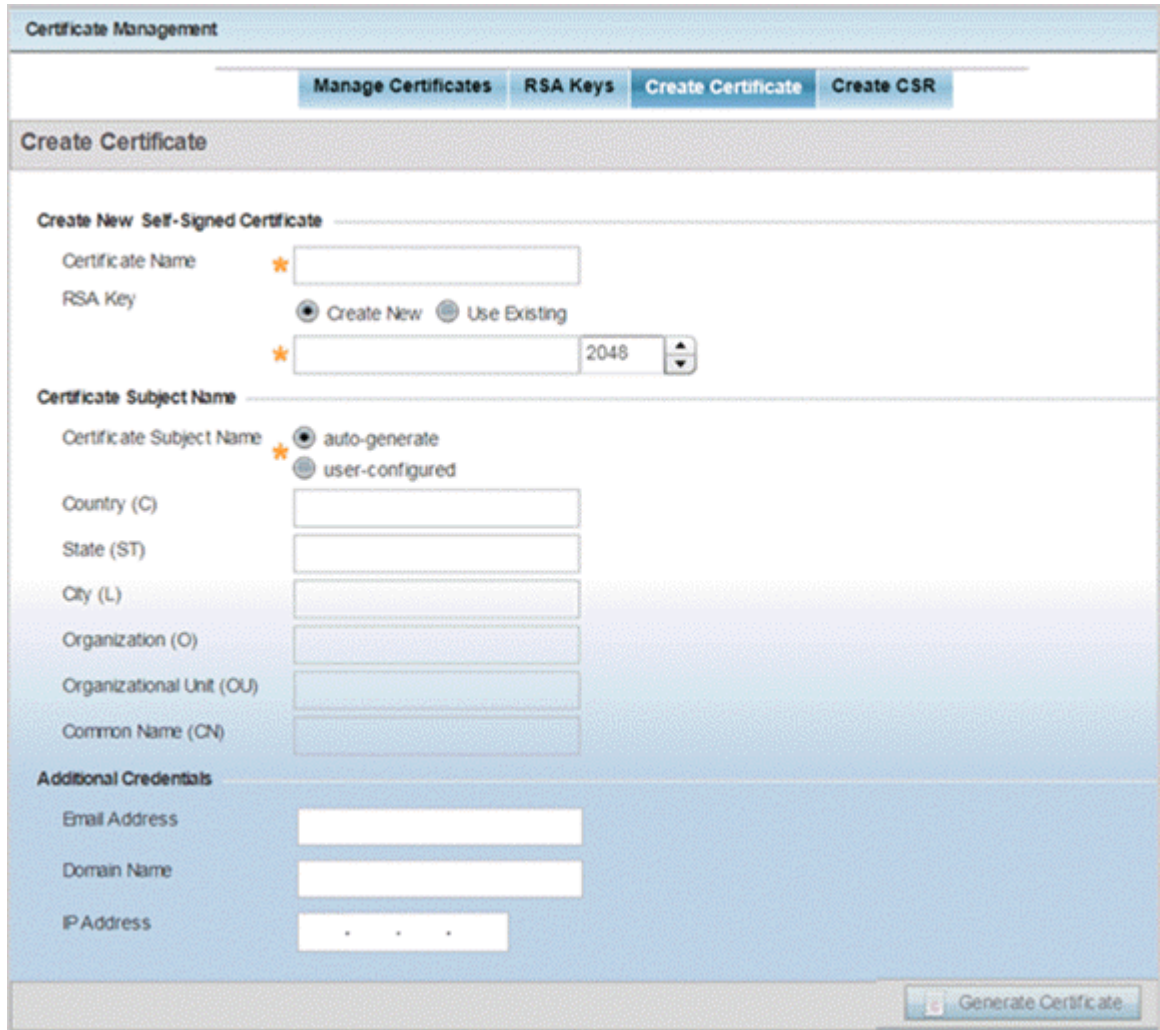 Certificate Management
Manage Certificates RSA Keys Create Certificate Create CSR
Create Certificate
Create New Self-Signed Certificate
Certificate Name *
RSA Key
Create New Use Existing
* 2048
Certificate Subject Name
Certificate Subject Name * auto-generate
user-configured
Country (C)
State (ST)
City (L)
Organization (O)
Organizational Unit (OU)
Common Name (CN)
Additional Credentials
Email Address
Domain Name
IP Address . . .
Generate Certificate